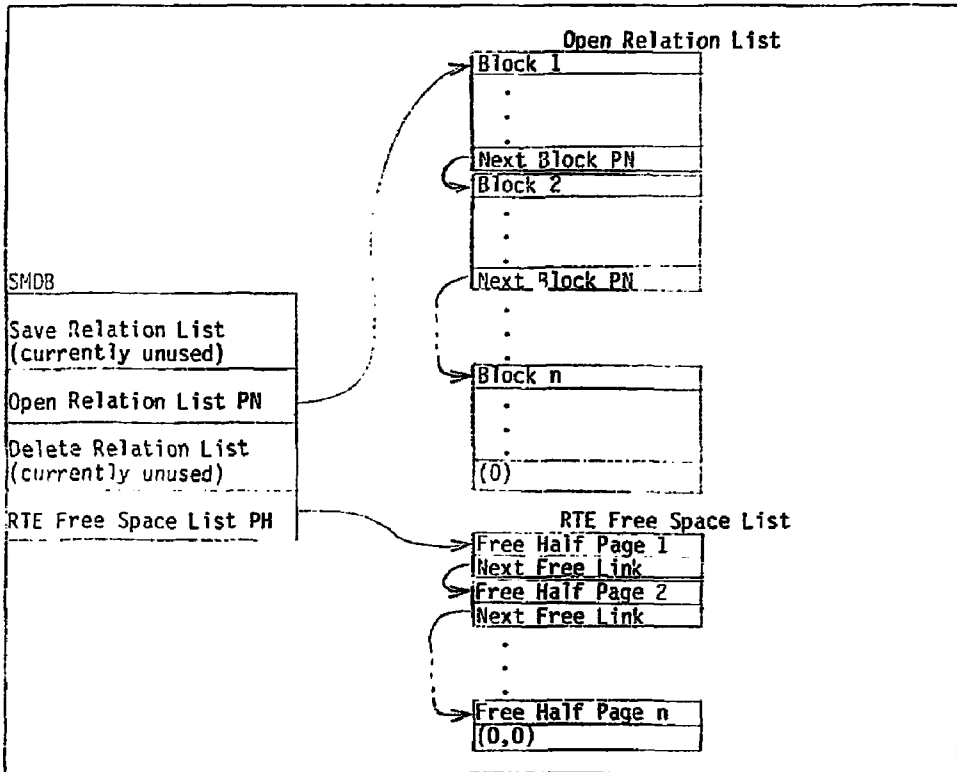 Open Relation List
Block 1
.
.
.
Next Block PN
Block 2
.
.
.
Next Block PN
.
.
.
Block n
.
.
.
(0)
SMDB
Save Relation List
(currently unused)
Open Relation List PN
Delete Relation List
(currently unused)
RTE Free Space List PH
RTE Free Space List
Free Half Page 1
Next Free Link
Free Half Page 2
Next Free Link
.
.
.
Free Half Page n
(0,0)